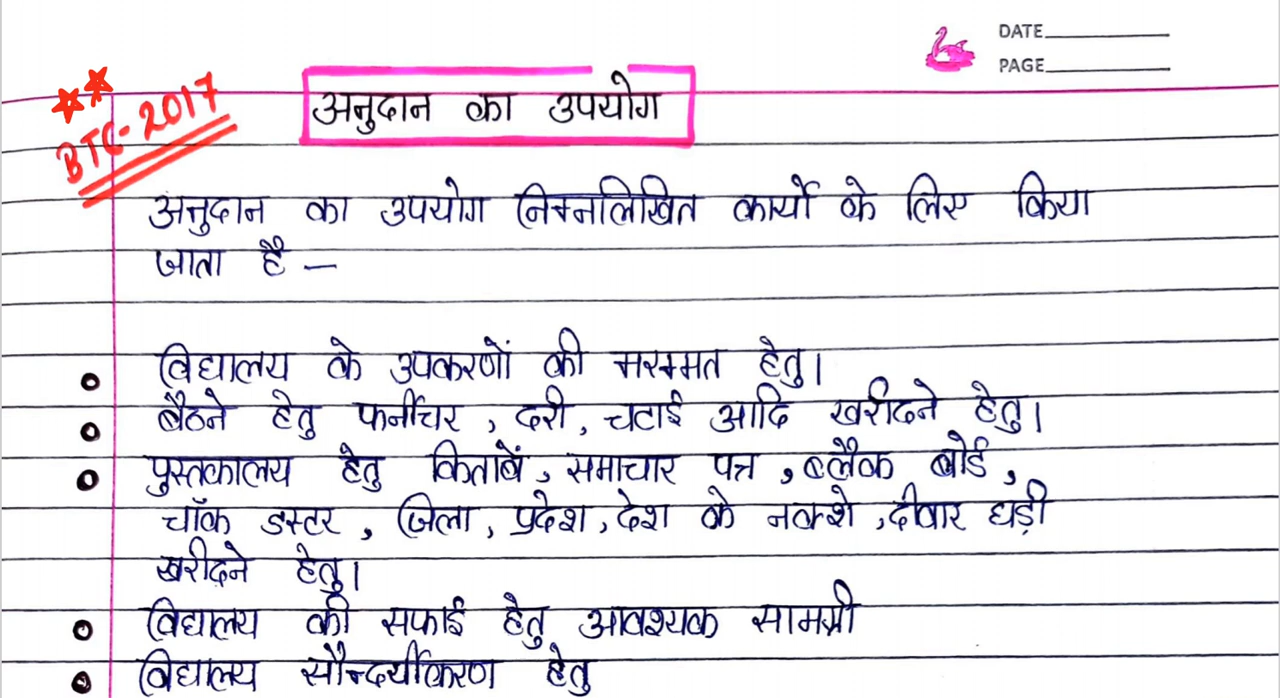 DATE
PAGE
BTC-2017
अनुदान का उपयोग
अनुदान का उपयोग निम्नलिखित कार्यो के लिए किया
जाता है –
विद्यालय के उपकरणों की मरम्मत हेतु।
बैठने हेतु फर्नीचर , दरी, चटाई आदि खरीदने हेतु।
पुस्तकालय हेतु किताबें, समाचार पत्र , ब्लैक बोर्ड ,
चॉक डस्टर , जिला, प्रदेश, देश के नक्शे ,दीवार घड़ी
खरीदने हेतु।
विद्यालय की सफाई हेतु आवश्यक सामग्री
विद्यालय सौन्दर्यीकरण हेतु